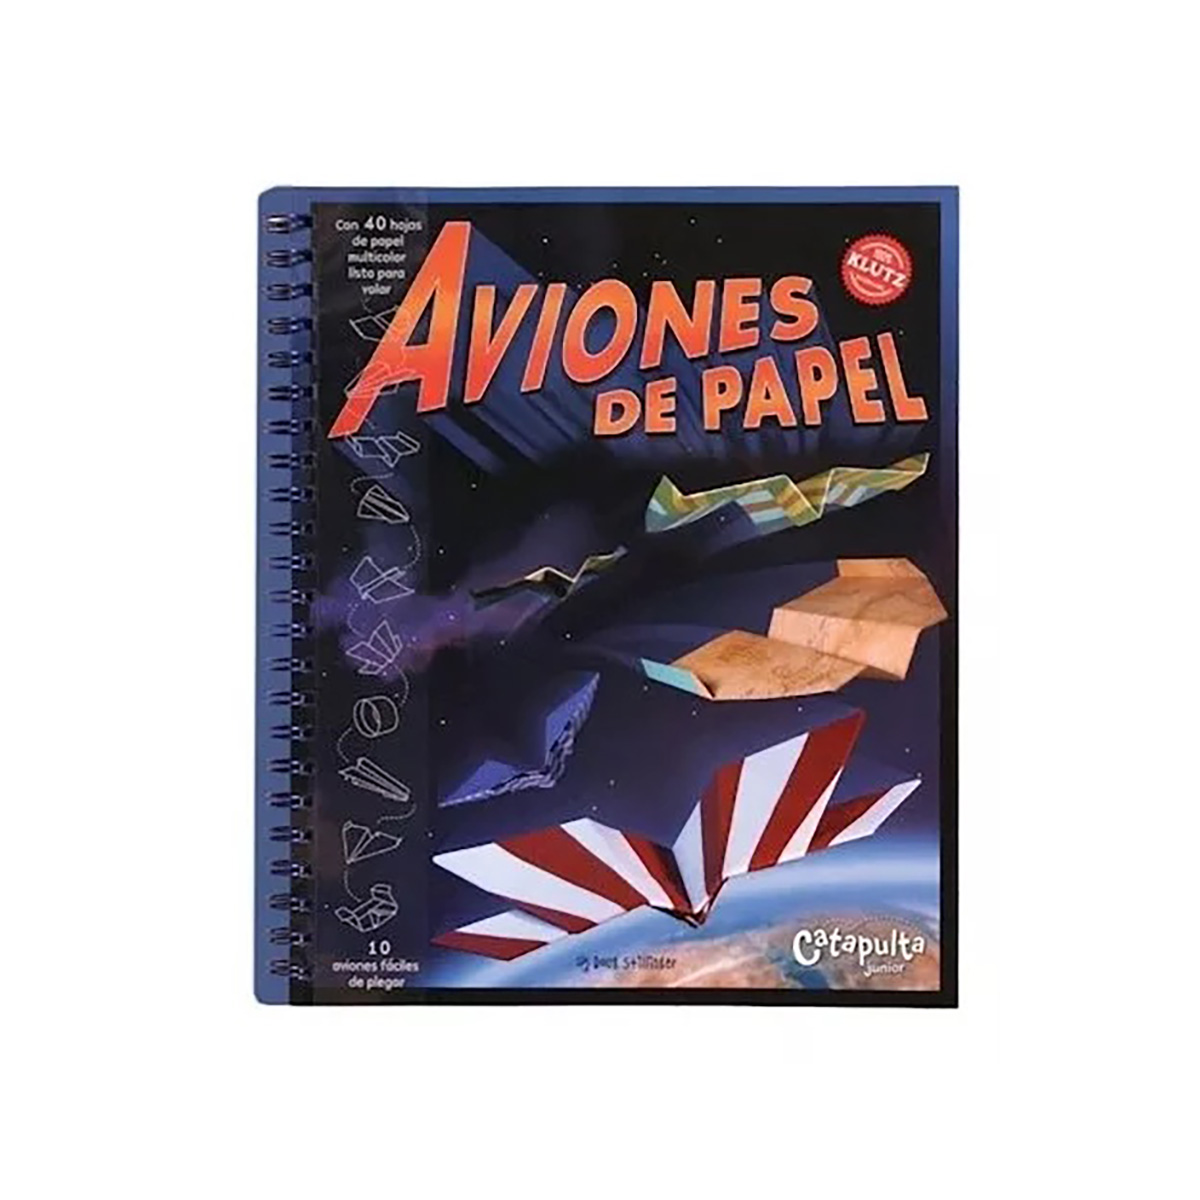 Con 40 hojas
de papel
multicolor
listo para
volar
AVIONES
DE PAPEL
KLUTZ
10
aviones fáciles
de plegar
Catapulta
junior